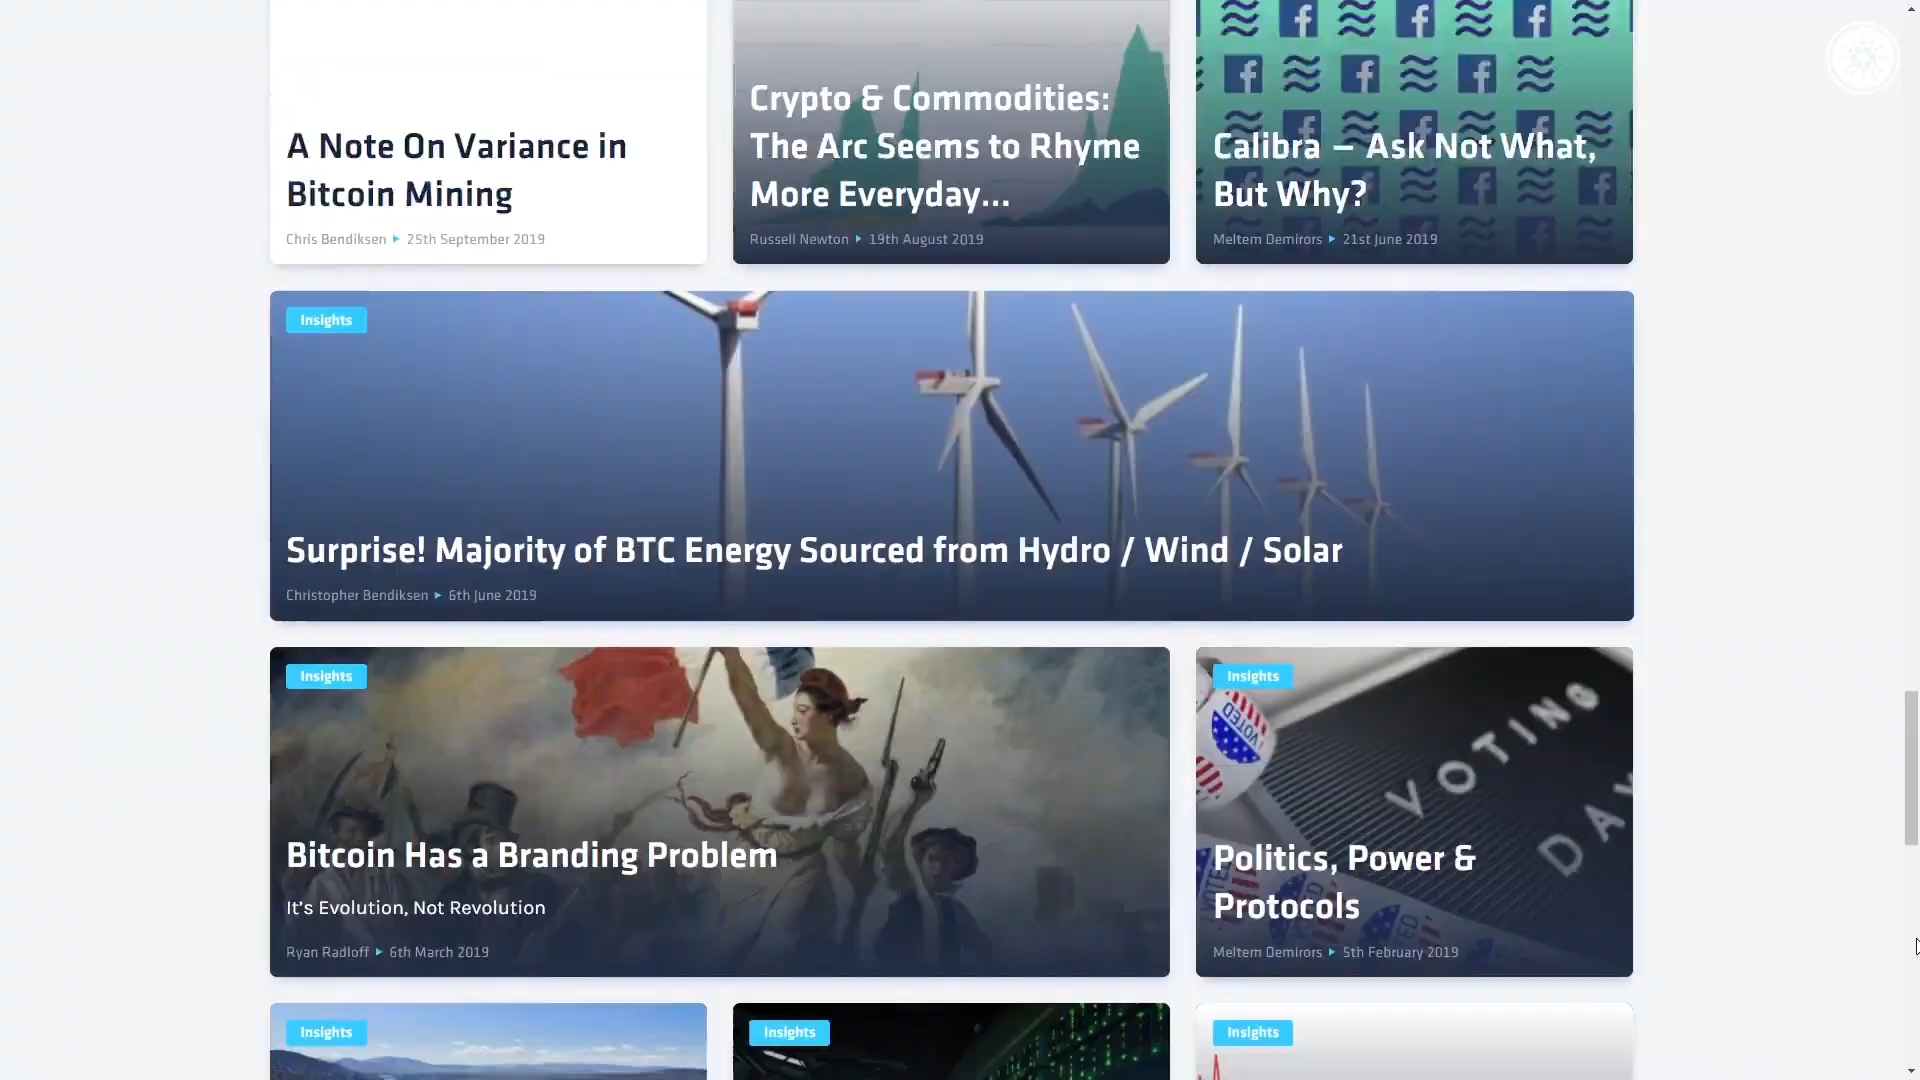 A Note On Variance in
Bitcoin Mining
Chris Bendiksen ▸ 25th September 2019
Crypto & Commodities:
The Arc Seems to Rhyme
More Everyday...
Russell Newton ▸ 19th August 2019
Calibra – Ask Not What,
But Why?
Meltem Demirors ▸ 21st June 2019
Insights
Surprise! Majority of BTC Energy Sourced from Hydro / Wind / Solar
Christopher Bendiksen ▸ 6th June 2019
Insights
Bitcoin Has a Branding Problem
It's Evolution, Not Revolution
Ryan Radloff ▸ 6th March 2019
Insights
VOTED
VOTING
DAY
Politics, Power &
Protocols
Meltem Demirors ▸ 5th February 2019
Insights
Insights
Insights